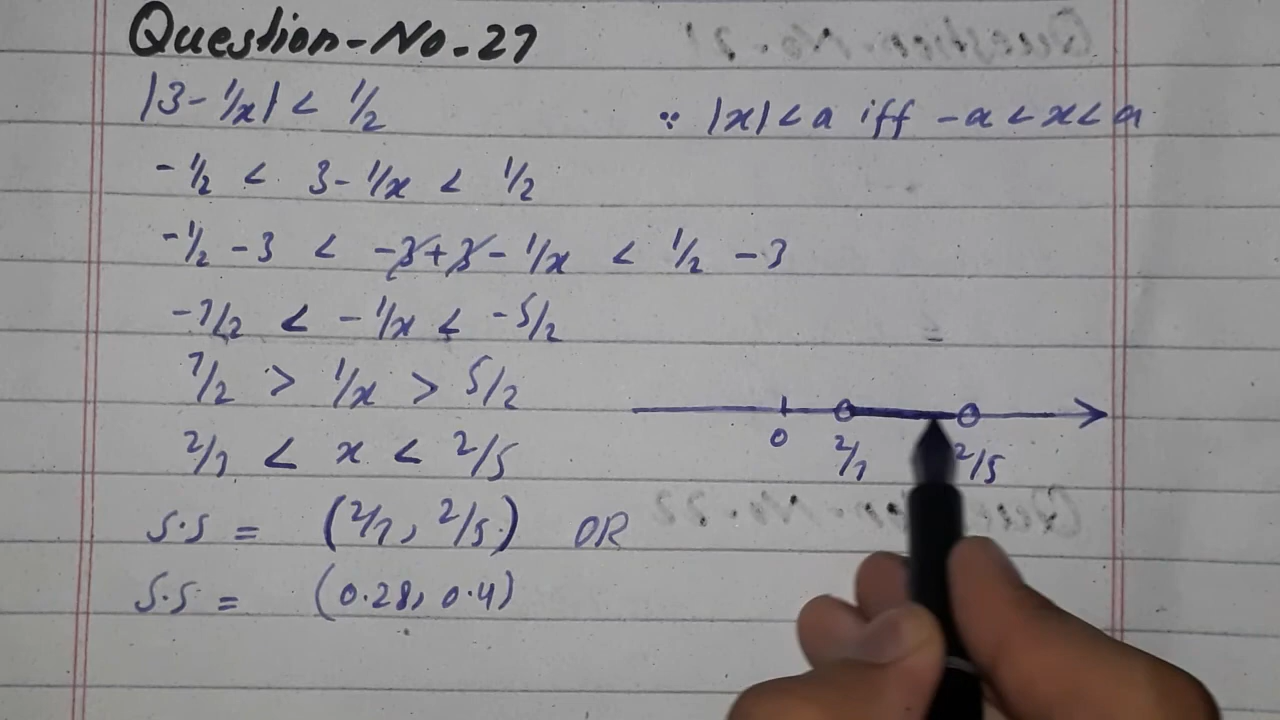 Question-No.27
|3-1/x| < 1/2 ∵ |x|<a iff -a<x<a
-1/2 < 3-1/x < 1/2
-1/2 -3 < -3+3-1/x < 1/2 -3
-7/2 < -1/x < -5/2
7/2 > 1/x > 5/2
2/7 < x < 2/5
0 2/7 2/5
S.S = (2/7, 2/5) OR
S.S = (0.28, 0.4)